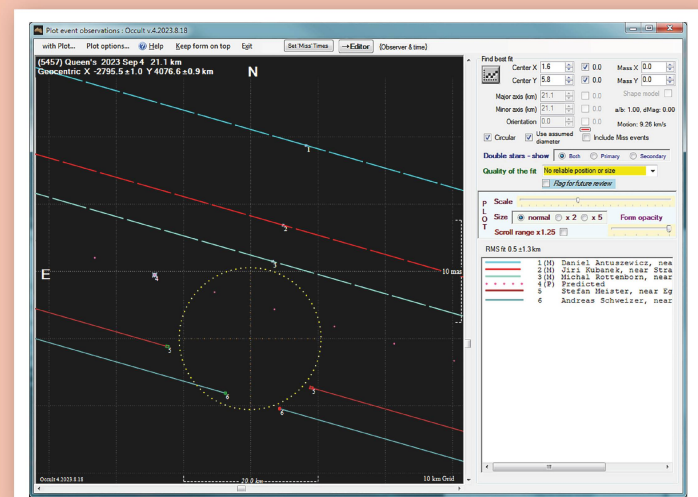 Plot event observations : Occult v.4.2023.8.18
with Plot... Plot options... Help Keep form on top Exit Set 'Miss' Times →Editor {Observer & time}
(5457) Queen's 2023 Sep 4 21.1 km
Geocentric X -2795.5 ±1.0 Y 4076.6 ±0.9 km
N
E
1
2
3
4
5
6
5
6
10 mas
20.0 km
Occult 4.2023.8.18
10 km Grid
Find best fit
Center X 1.6 0.0 Mass X 0.0
Center Y 5.8 0.0 Mass Y 0.0
Major axis (km) 21.1 0.0 Shape model
Minor axis (km) 21.1 0.0 a/b: 1.00, dMag: 0.00
Orientation 0.0 0.0 Motion: 9.26 km/s
Circular Use assumed diameter Include Miss events
Double stars - show Both Primary Secondary
Quality of the fit No reliable position or size
Flag for future review
PLOT
Scale
Size normal x 2 x 5 Form opacity
Scroll range x1.25
RMS fit 0.5 ±1.3 km
1(M) Daniel Antuszewicz, nea
2(M) Jiri Kubanek, near Stra
3(M) Michal Rottenborn, near
4(P) Predicted
5 Stefan Meister, near Eg
6 Andreas Schweizer, near